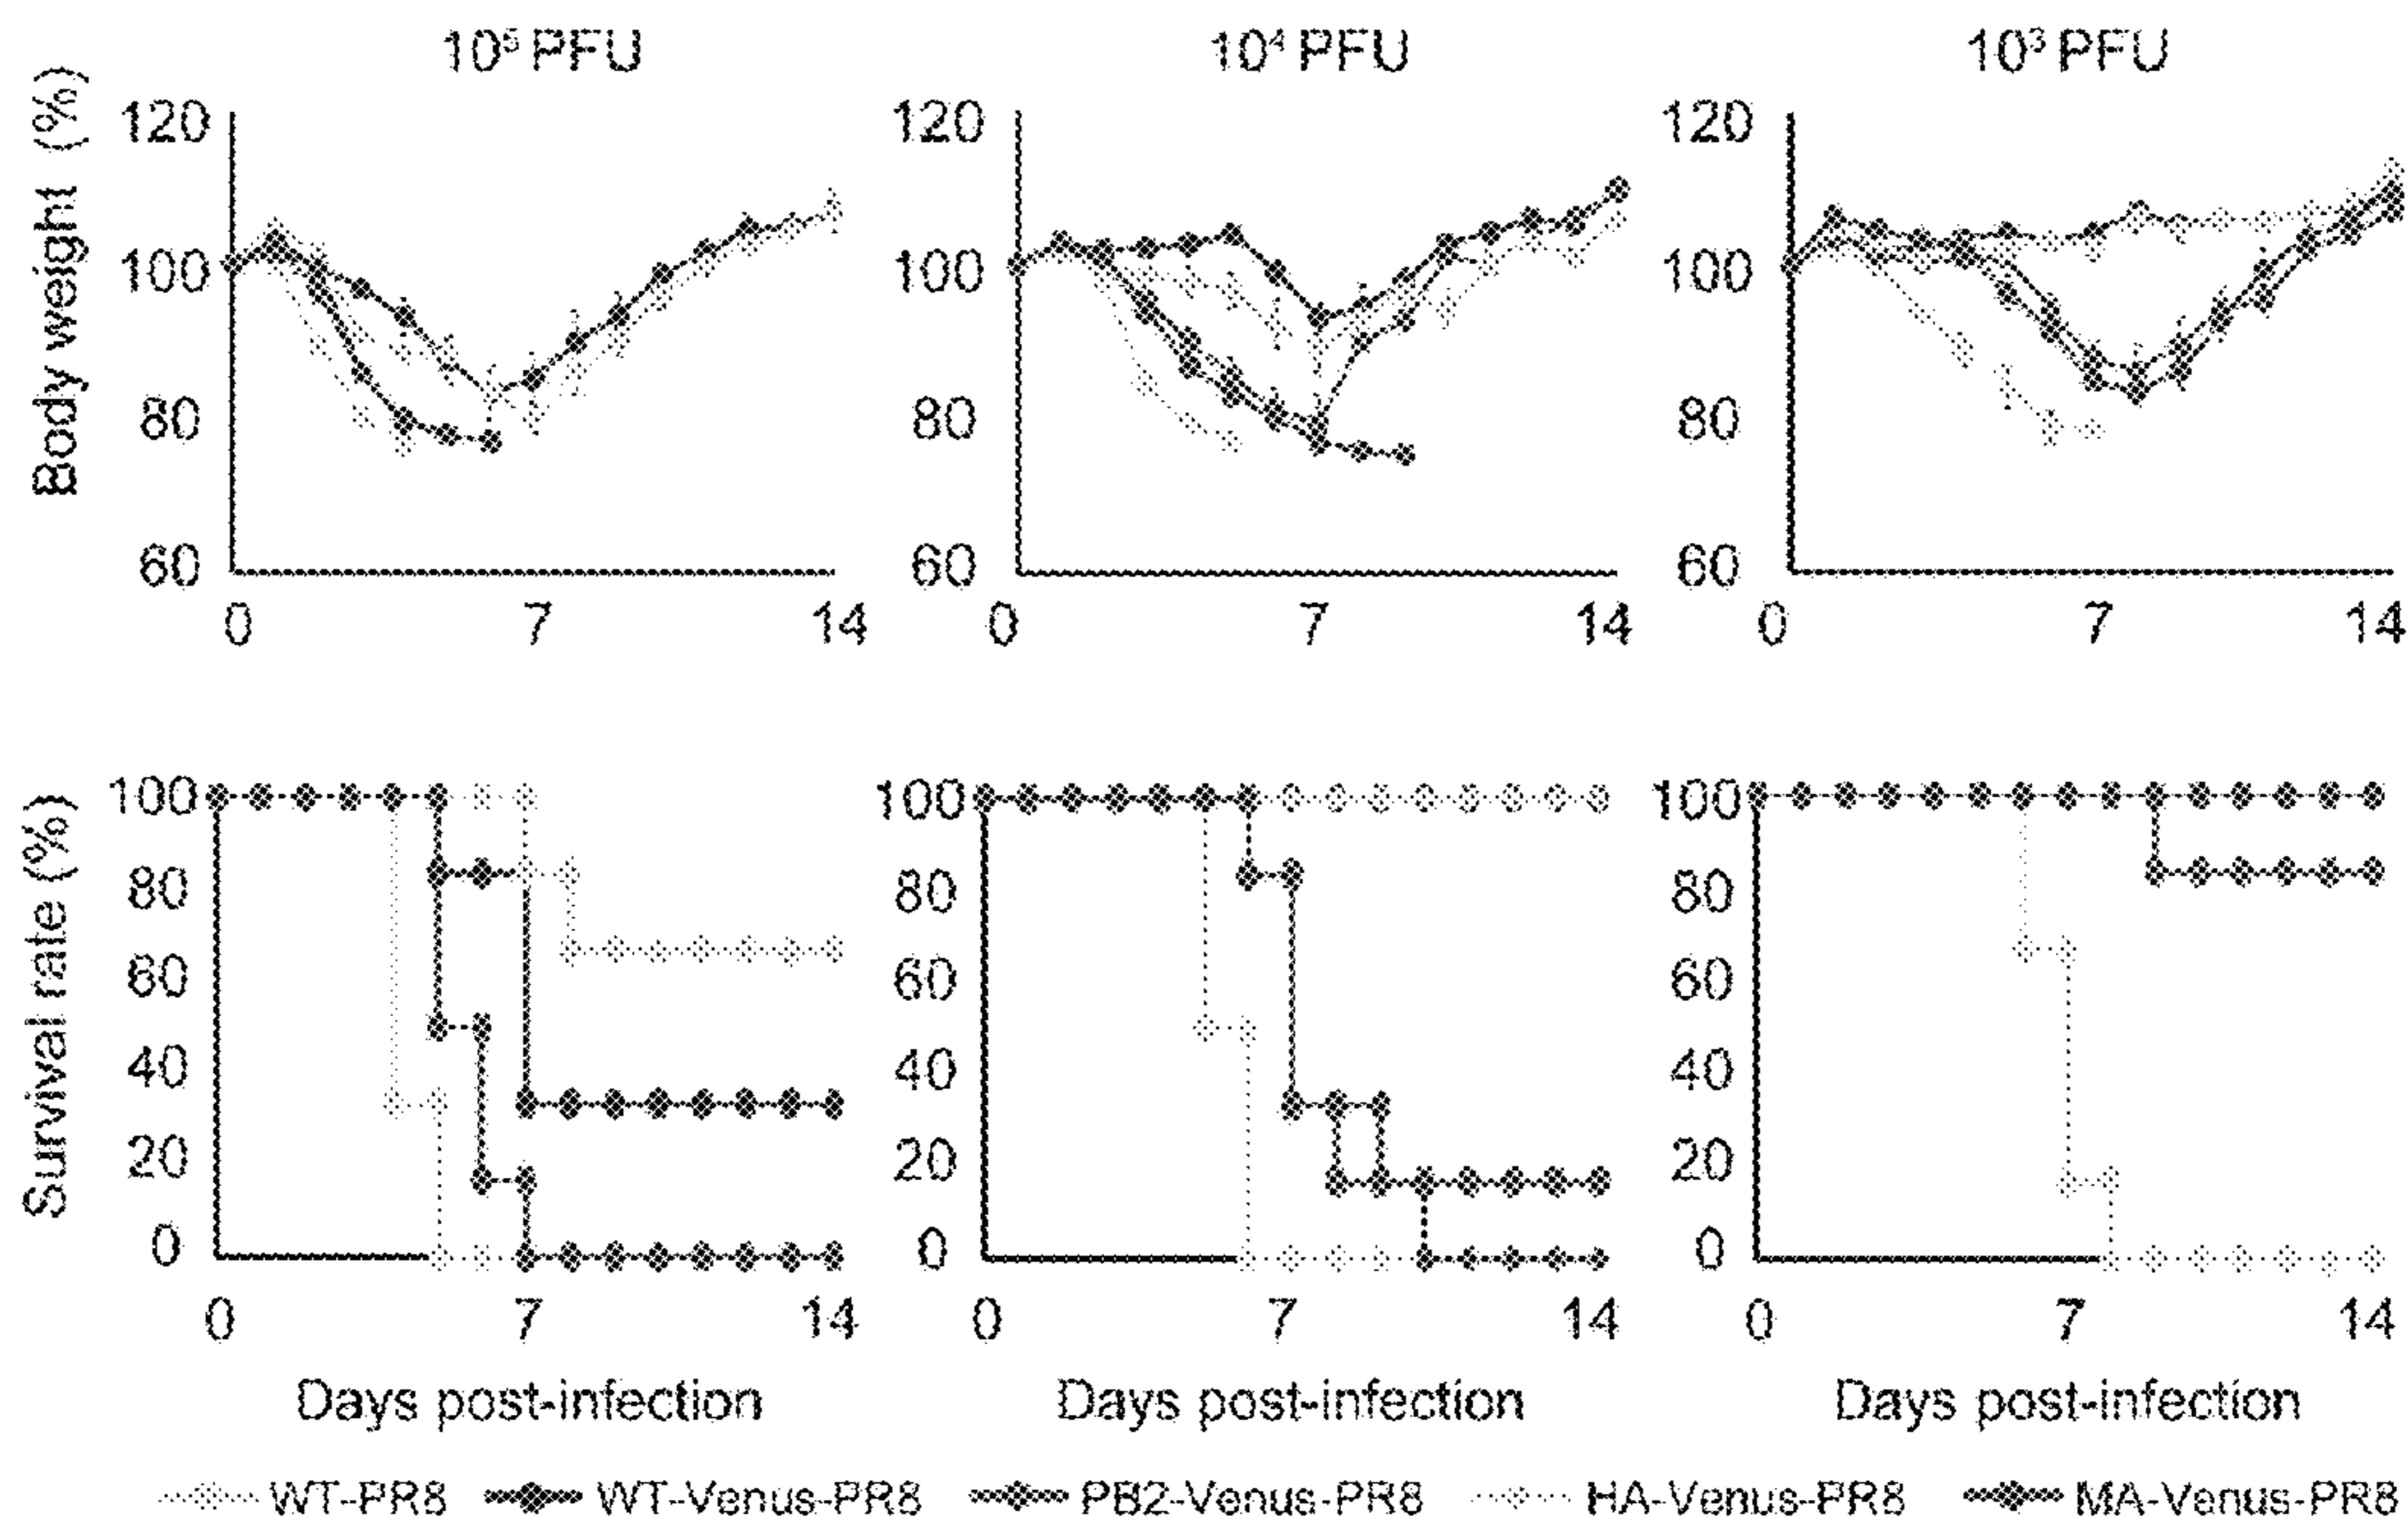 10⁵ PFU 10⁴ PFU 10³ PFU
Body weight (%)
120 120 120
100 100 100
80 80 80
60 60 60
0 7 14 0 7 14 0 7 14
Survival rate (%)
100 100 100
80 80 80
60 60 60
40 40 40
20 20 20
0 0 0
0 7 14 0 7 14 0 7 14
Days post-infection Days post-infection Days post-infection
WT-PR8 WT-Venus-PR8 PB2-Venus-PR8 HA-Venus-PR8 MA-Venus-PR8